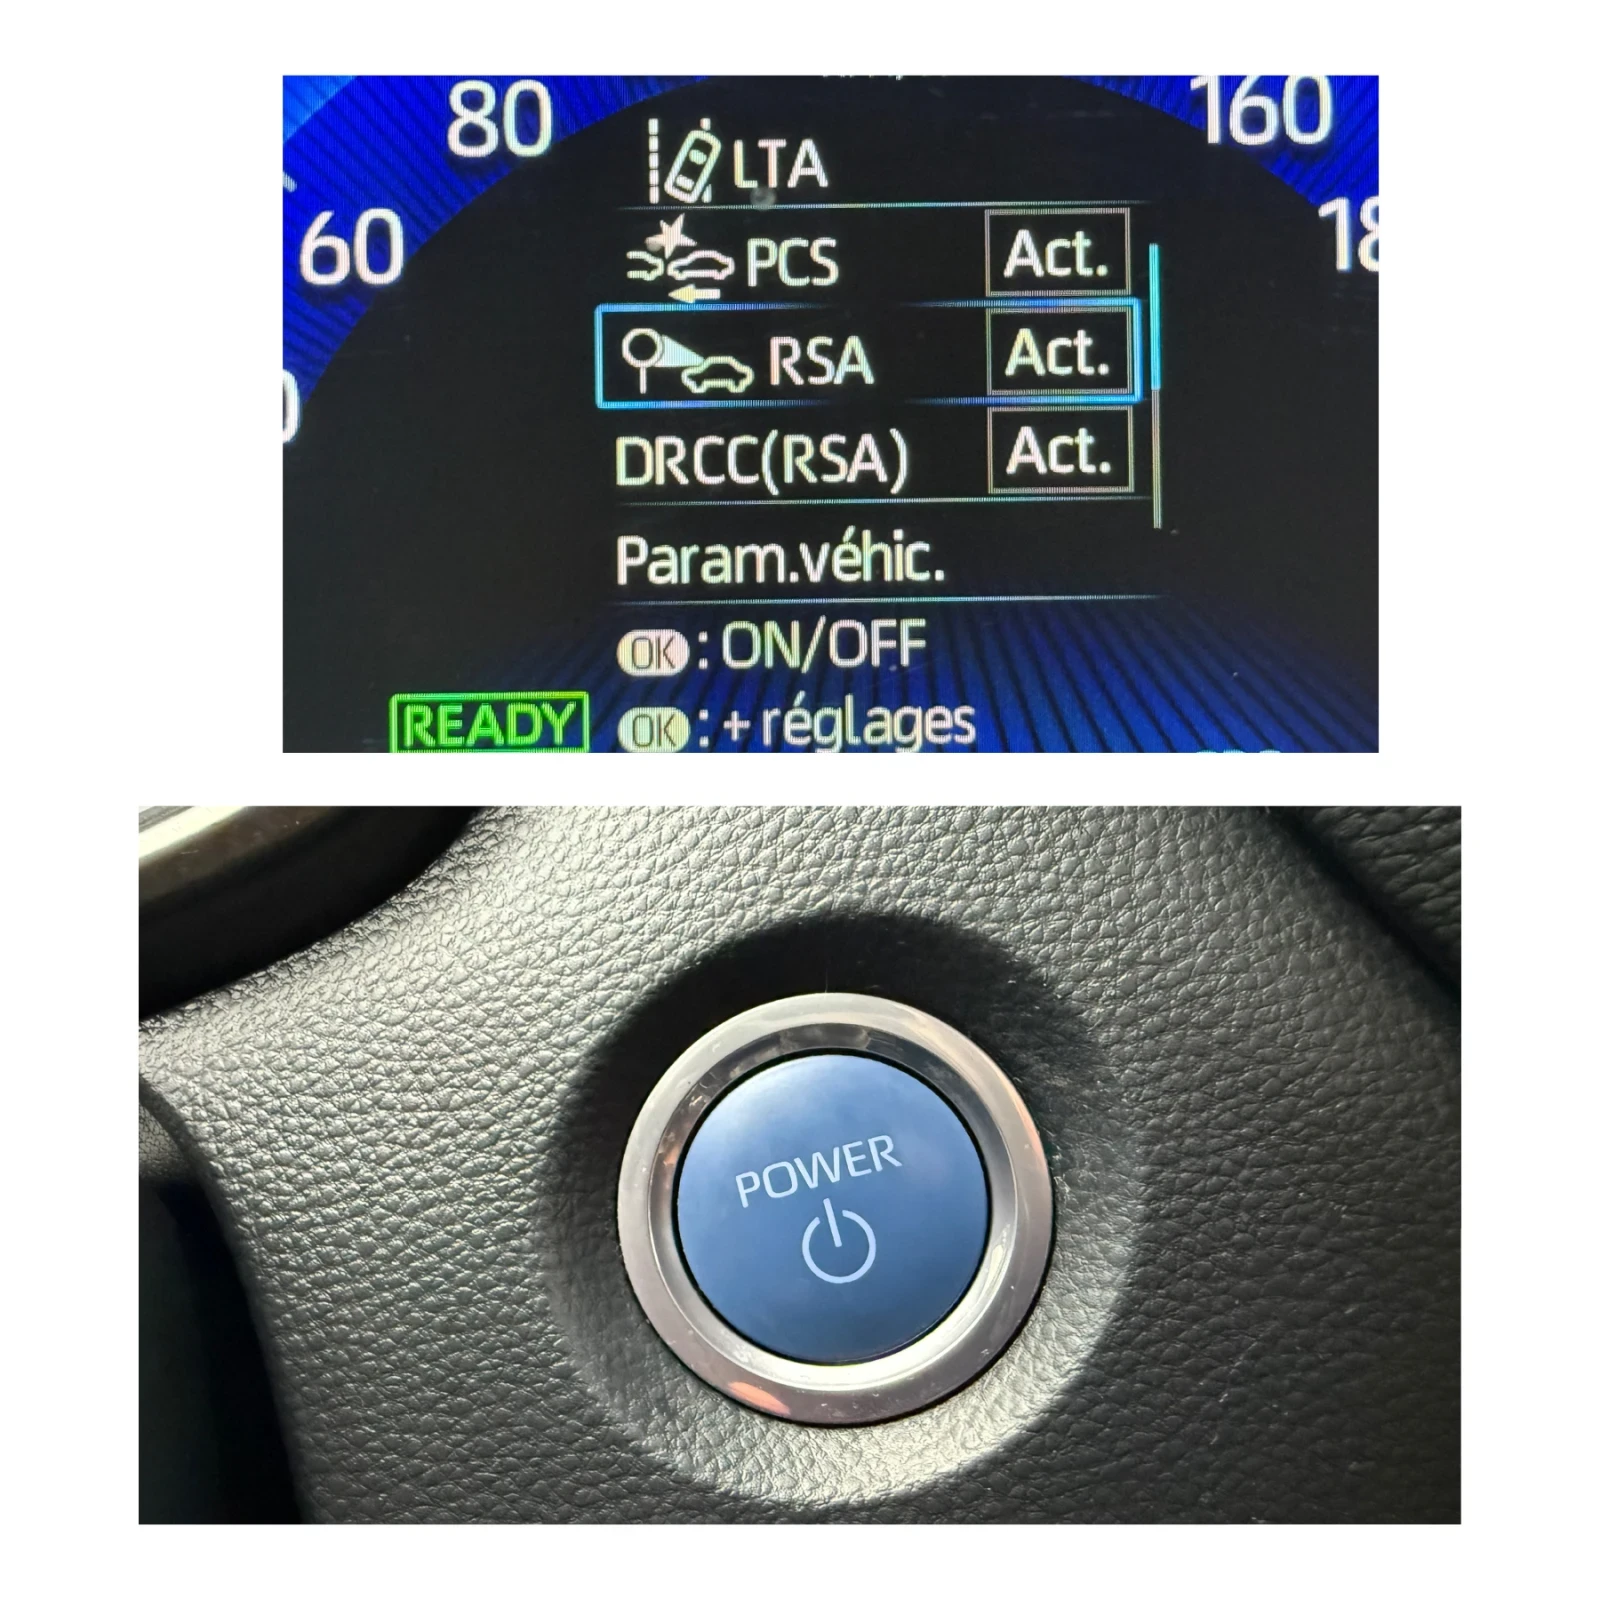 80
160
60
LTA
PCS Act.
RSA Act.
DRCC(RSA) Act.
Param.véhic.
OK : ON/OFF
READY
OK : + réglages
POWER